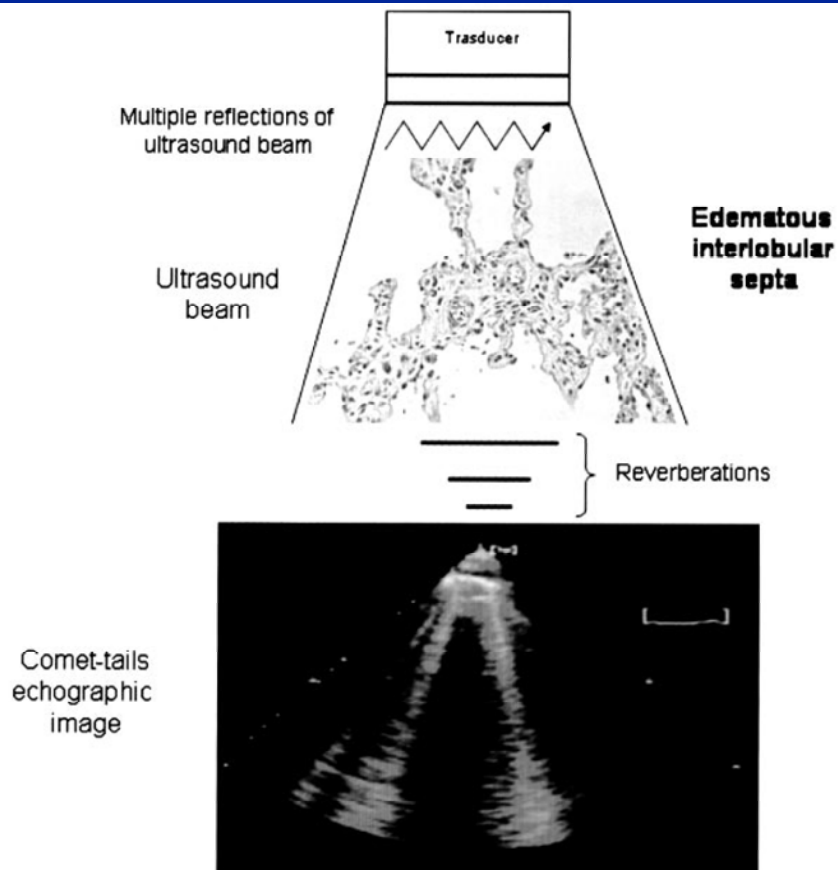 Trasducer
Multiple reflections of
ultrasound beam
Edematous
interlobular
septa
Ultrasound
beam
Reverberations
Comet-tails
echographic
image